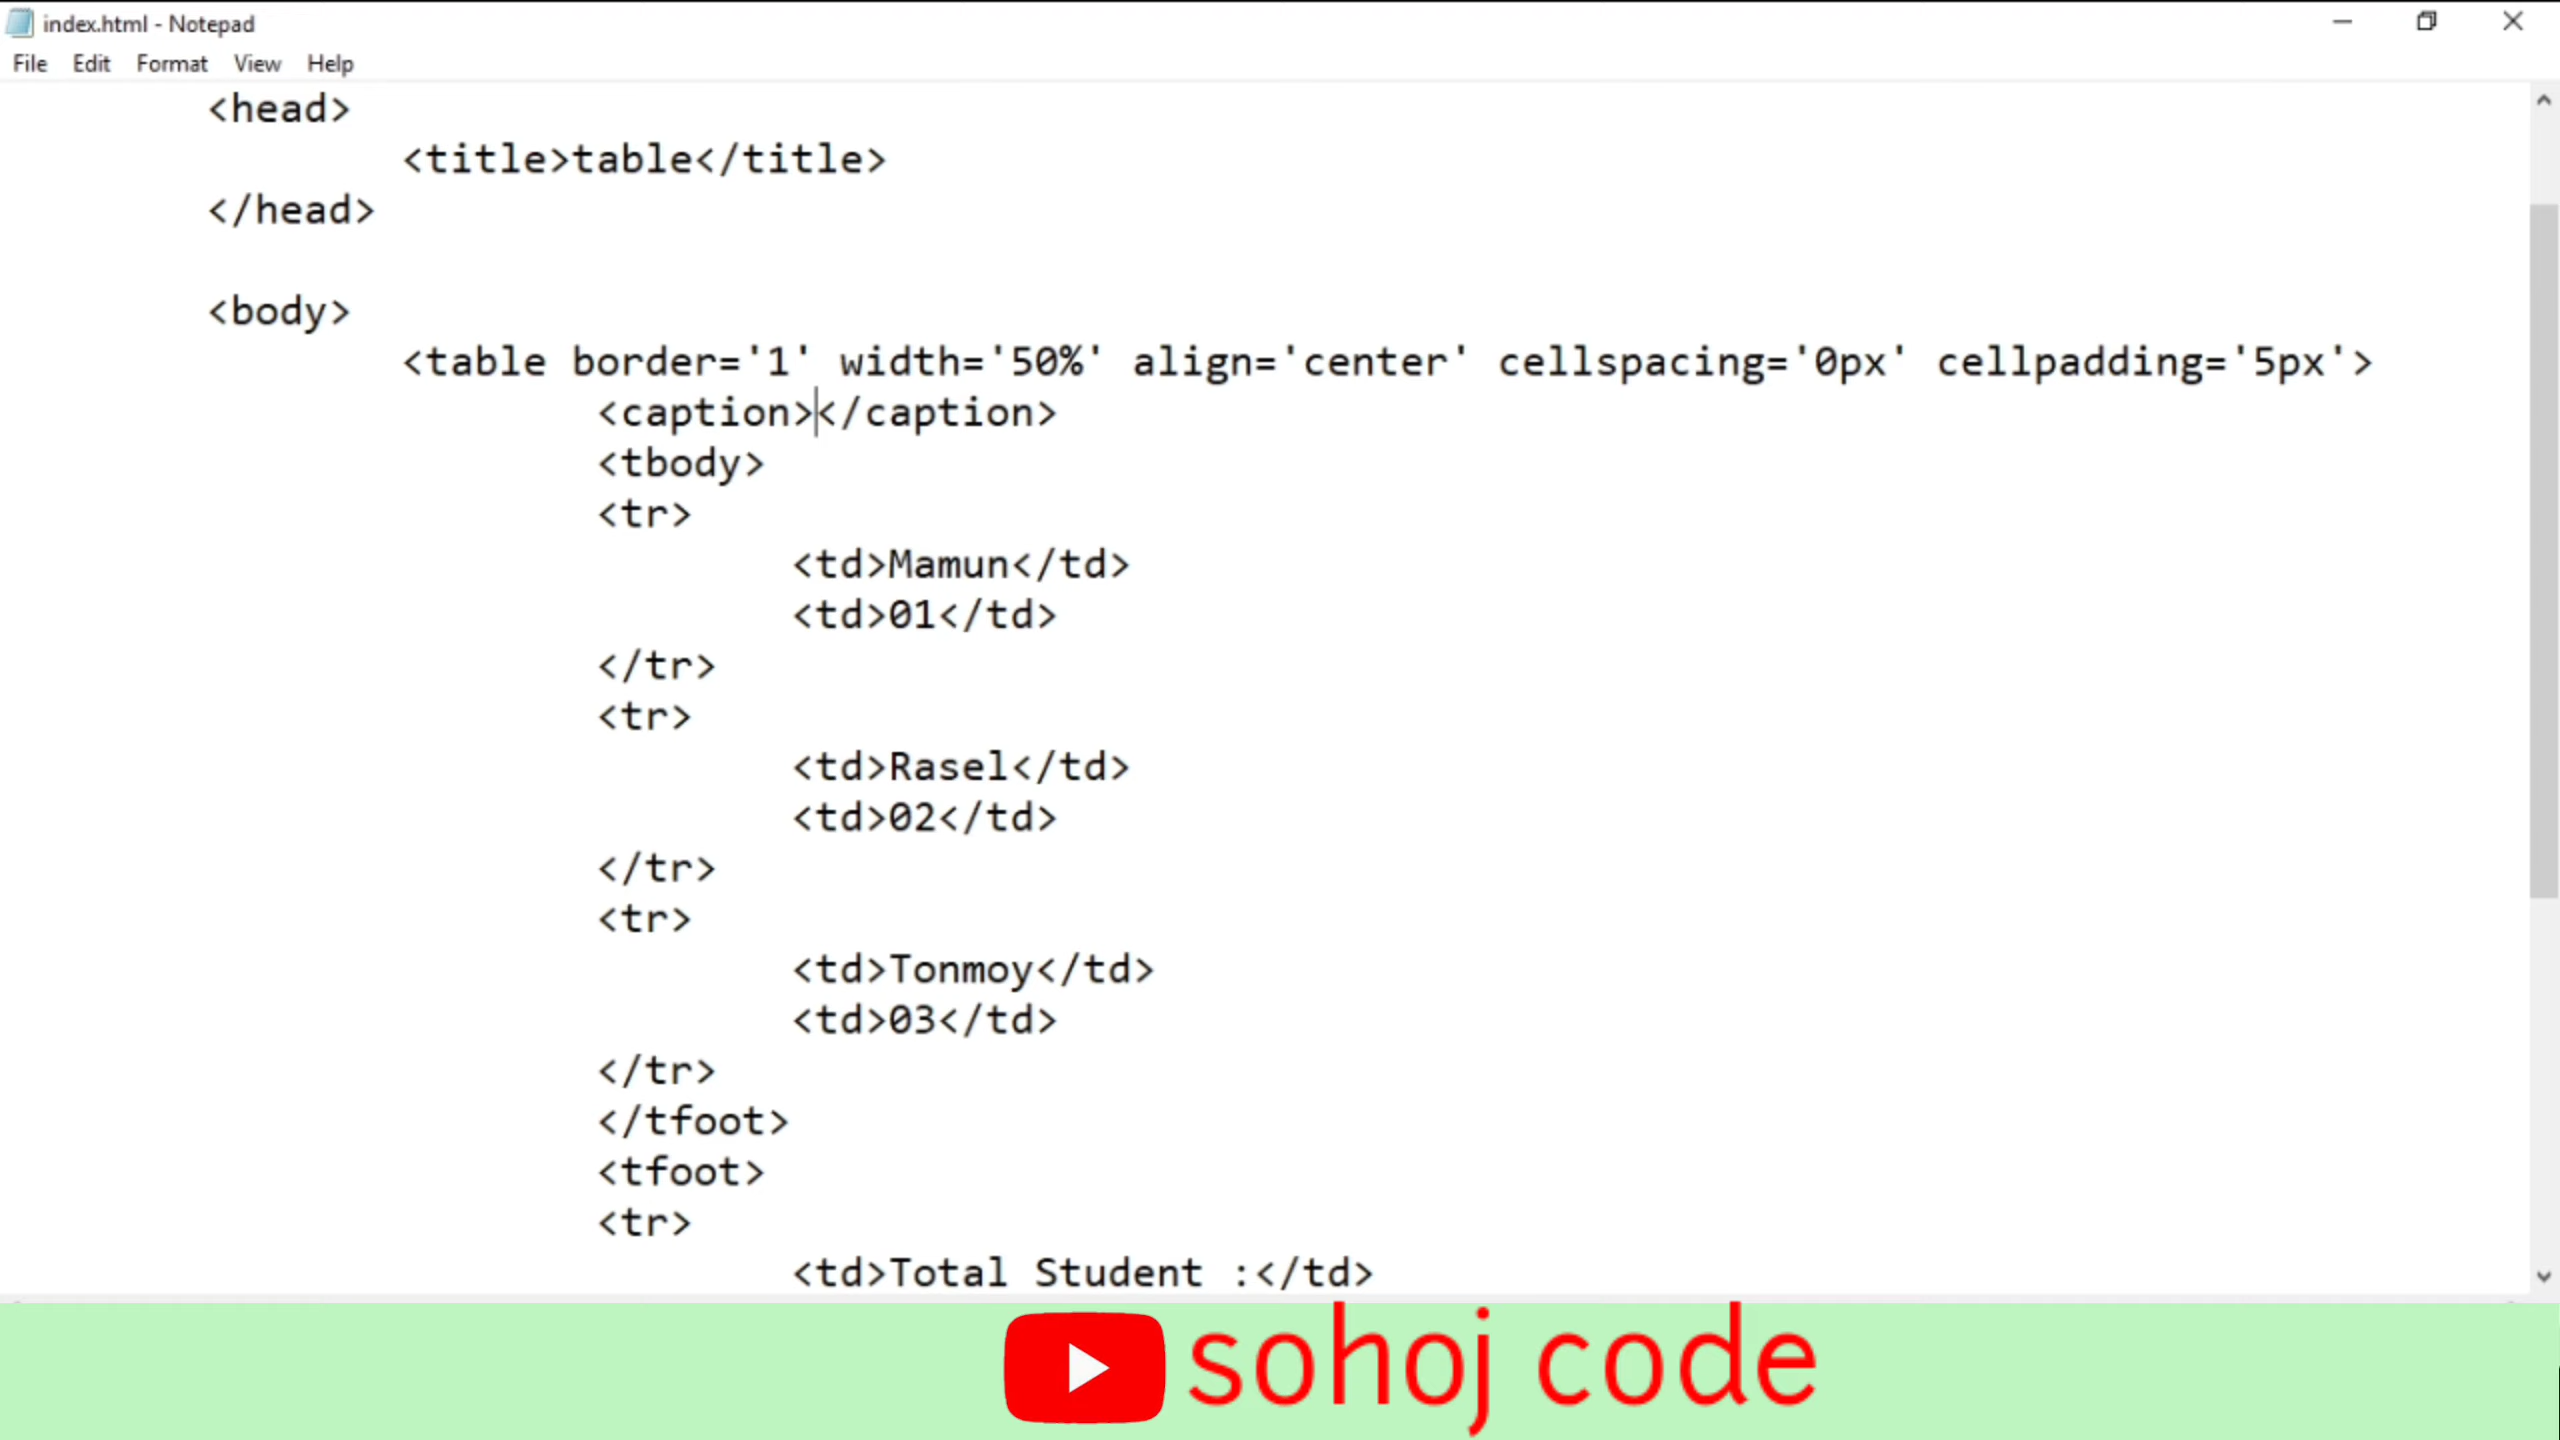 index.html - Notepad
File Edit Format View Help
<head>
<title>table</title>
</head>
<body>
<table border='1' width='50%' align='center' cellspacing='0px' cellpadding='5px'>
<caption></caption>
<tbody>
<tr>
<td>Mamun</td>
<td>01</td>
</tr>
<tr>
<td>Rasel</td>
<td>02</td>
</tr>
<tr>
<td>Tonmoy</td>
<td>03</td>
</tr>
</tfoot>
<tfoot>
<tr>
<td>Total Student :</td>
sohoj code